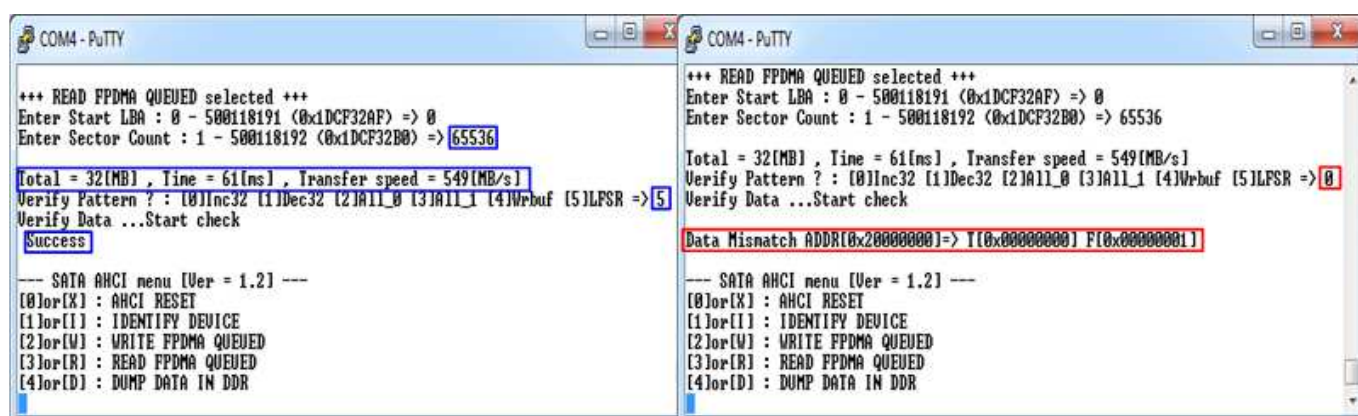 COM4 - PuTTY
+++ READ FPDMA QUEUED selected +++
Enter Start LBA : 0 - 500118191 (0x1DCF32AF) => 0
Enter Sector Count : 1 - 500118192 (0x1DCF32B0) => 65536
Total = 32[MB] , Time = 61[ms] , Transfer speed = 549[MB/s]
Verify Pattern ? : [0]Inc32 [1]Dec32 [2]All_0 [3]All_1 [4]Wrbuf [5]LFSR => 5
Verify Data ...Start check
Success
--- SATA AHCI menu [Ver = 1.2] ---
[0]or[X] : AHCI RESET
[1]or[I] : IDENTIFY DEVICE
[2]or[W] : WRITE FPDMA QUEUED
[3]or[R] : READ FPDMA QUEUED
[4]or[D] : DUMP DATA IN DDR
COM4 - PuTTY
+++ READ FPDMA QUEUED selected +++
Enter Start LBA : 0 - 500118191 (0x1DCF32AF) => 0
Enter Sector Count : 1 - 500118192 (0x1DCF32B0) => 65536
Total = 32[MB] , Time = 61[ms] , Transfer speed = 549[MB/s]
Verify Pattern ? : [0]Inc32 [1]Dec32 [2]All_0 [3]All_1 [4]Wrbuf [5]LFSR => 0
Verify Data ...Start check
Data Mismatch ADDR[0x20000000]=> T[0x00000000] F[0x00000001]
--- SATA AHCI menu [Ver = 1.2] ---
[0]or[X] : AHCI RESET
[1]or[I] : IDENTIFY DEVICE
[2]or[W] : WRITE FPDMA QUEUED
[3]or[R] : READ FPDMA QUEUED
[4]or[D] : DUMP DATA IN DDR